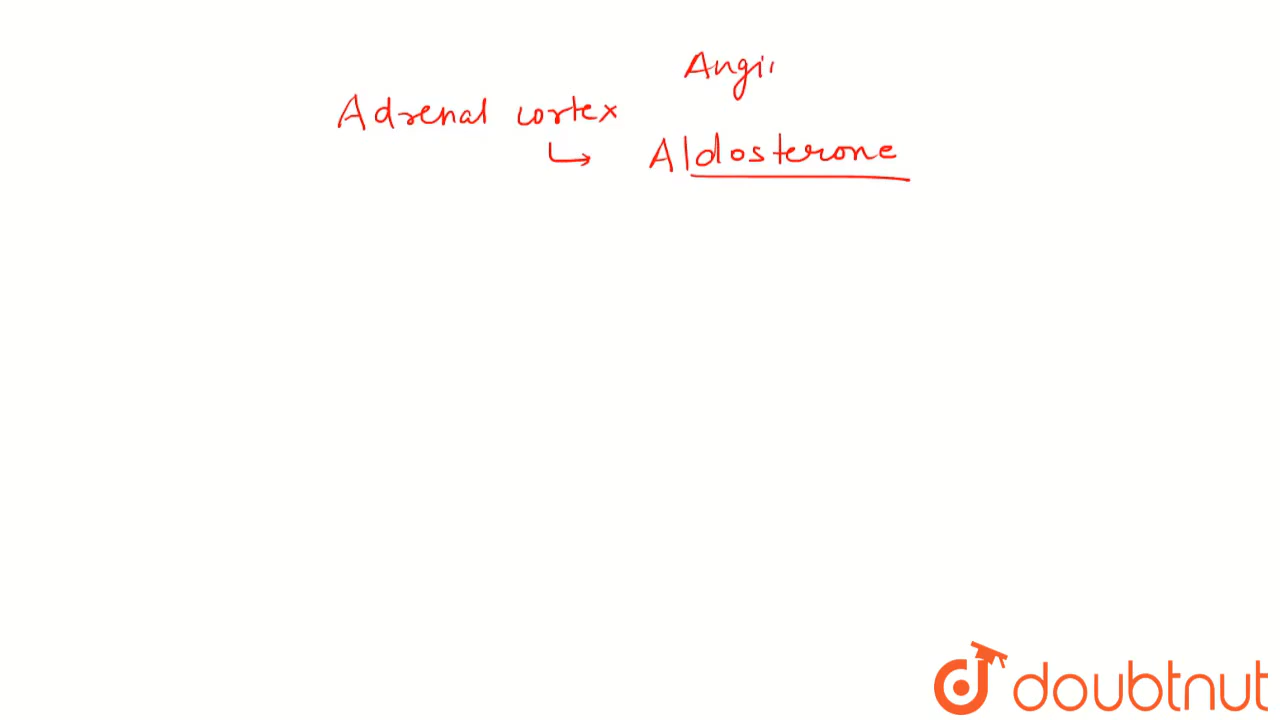 Angi
Adrenal cortex
↳ Aldosterone
doubtnut